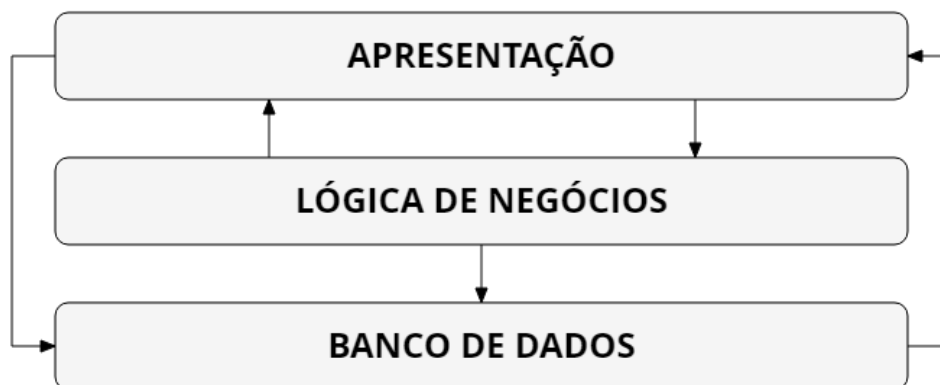 APRESENTAÇÃO
LÓGICA DE NEGÓCIOS
BANCO DE DADOS